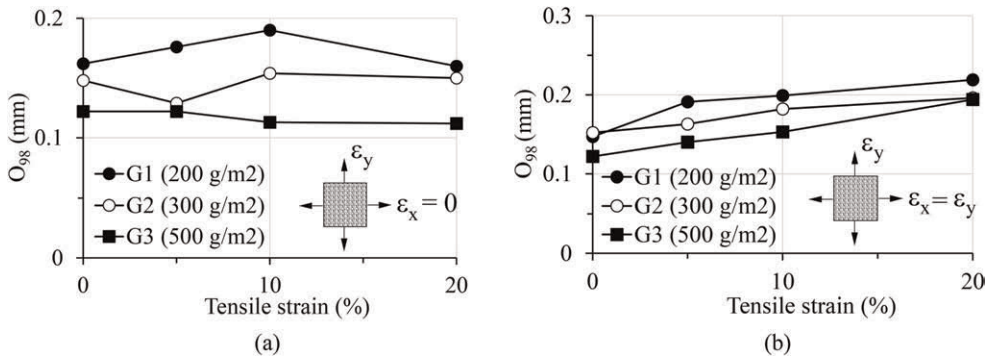 0.2
0.1
0
O98 (mm)
G1 (200 g/m2)
G2 (300 g/m2)
G3 (500 g/m2)
εy
εx = 0
0 10 20
Tensile strain (%)
(a)
0.3
0.2
0.1
0
O98 (mm)
G1 (200 g/m2)
G2 (300 g/m2)
G3 (500 g/m2)
εy
εx = εy
0 10 20
Tensile strain (%)
(b)